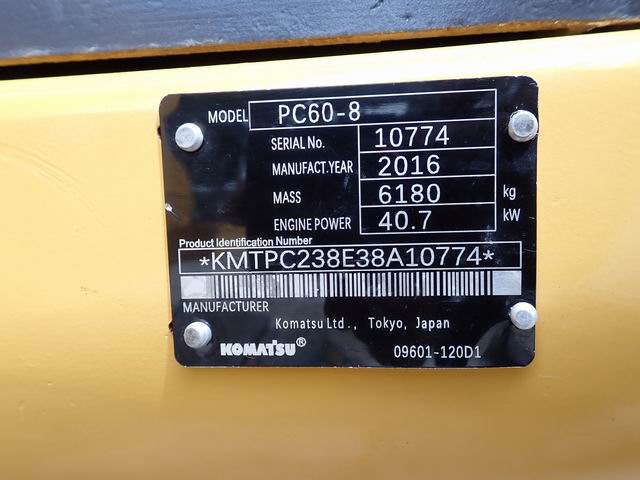 MODEL PC60-8
SERIAL No. 10774
MANUFACT.YEAR 2016
MASS 6180 kg
ENGINE POWER 40.7 kW
Product Identification Number
*KMTPC238E38A10774*
MANUFACTURER
Komatsu Ltd., Tokyo, Japan
KOMATSU® 09601-120D1